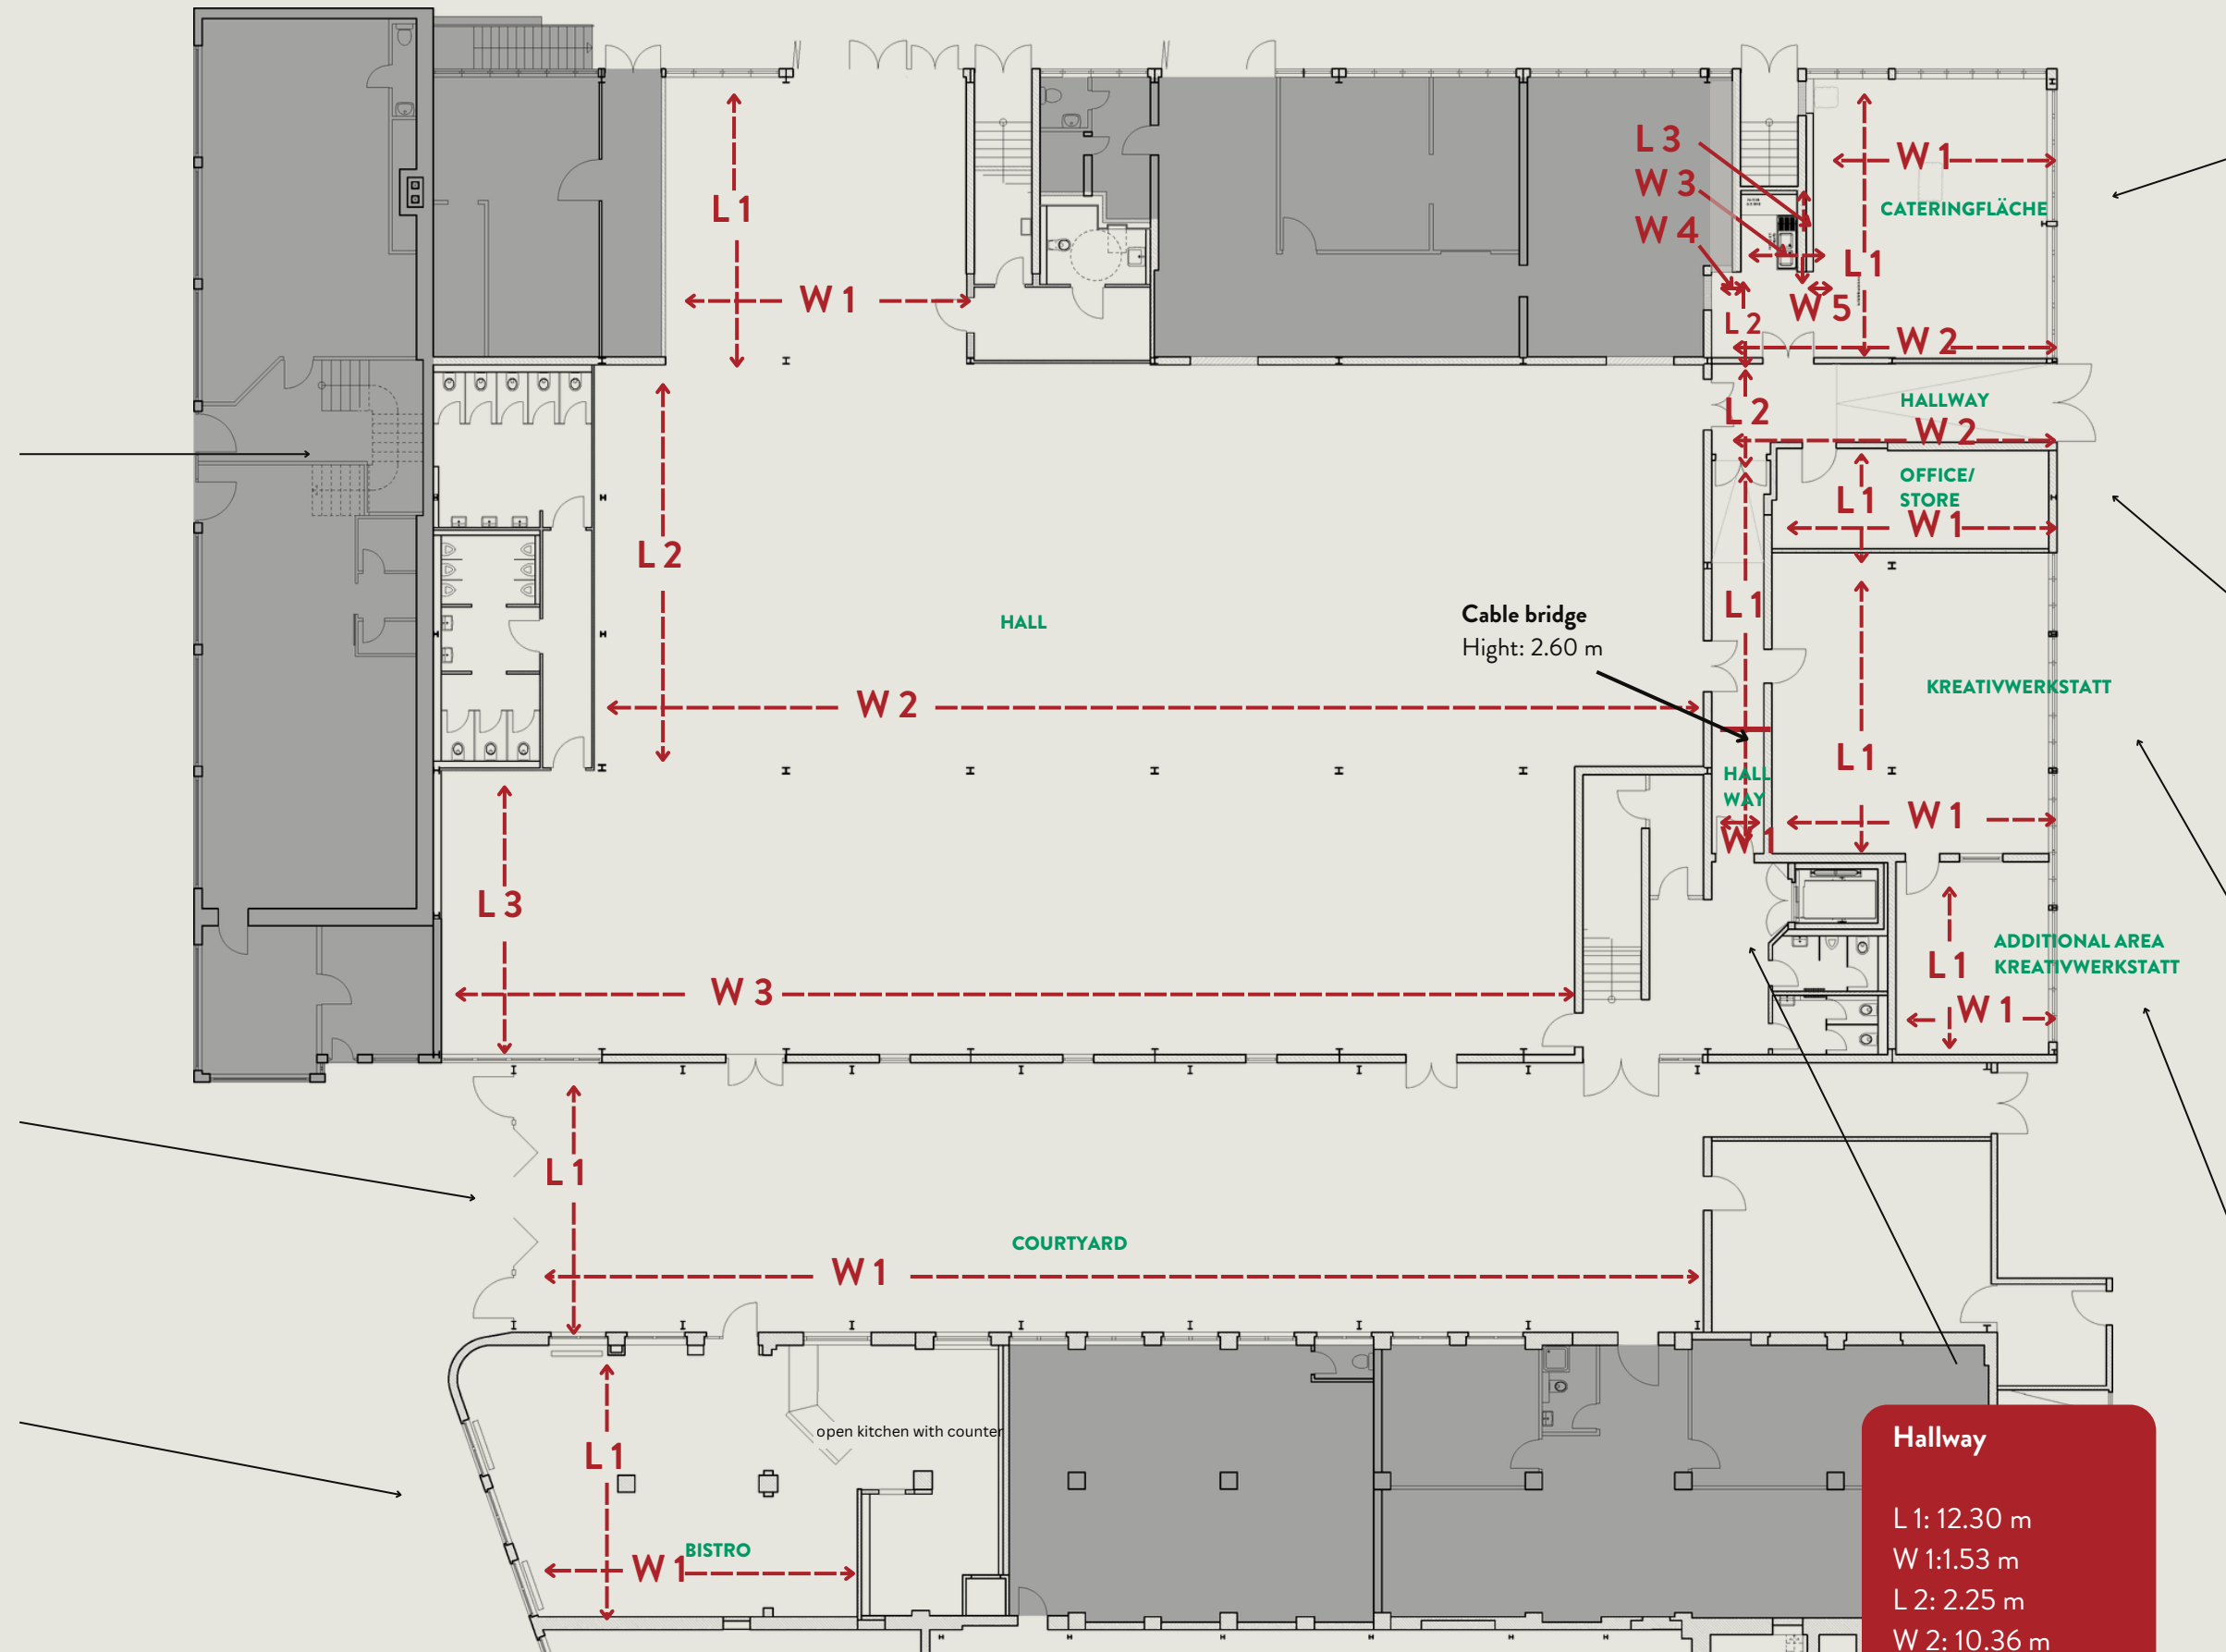 L 3
W 3
W 4
L 1
W 1
W 1
CATERINGFLÄCHE
L 1
W 5
L 2
W 2
L 2
HALLWAY
W 2
OFFICE/
STORE
L 1
W 1
L 2
HALL
Cable bridge
Hight: 2.60 m
L 1
KREATIVWERKSTATT
W 2
L 1
HALL
WAY
W 1
W 1
L 3
W 3
ADDITIONAL AREA
KREATIVWERKSTATT
L 1
W 1
L 1
COURTYARD
W 1
open kitchen with counter
L 1
BISTRO
W 1
Hallway
L 1: 12.30 m
W 1:1.53 m
L 2: 2.25 m
W 2: 10.36 m